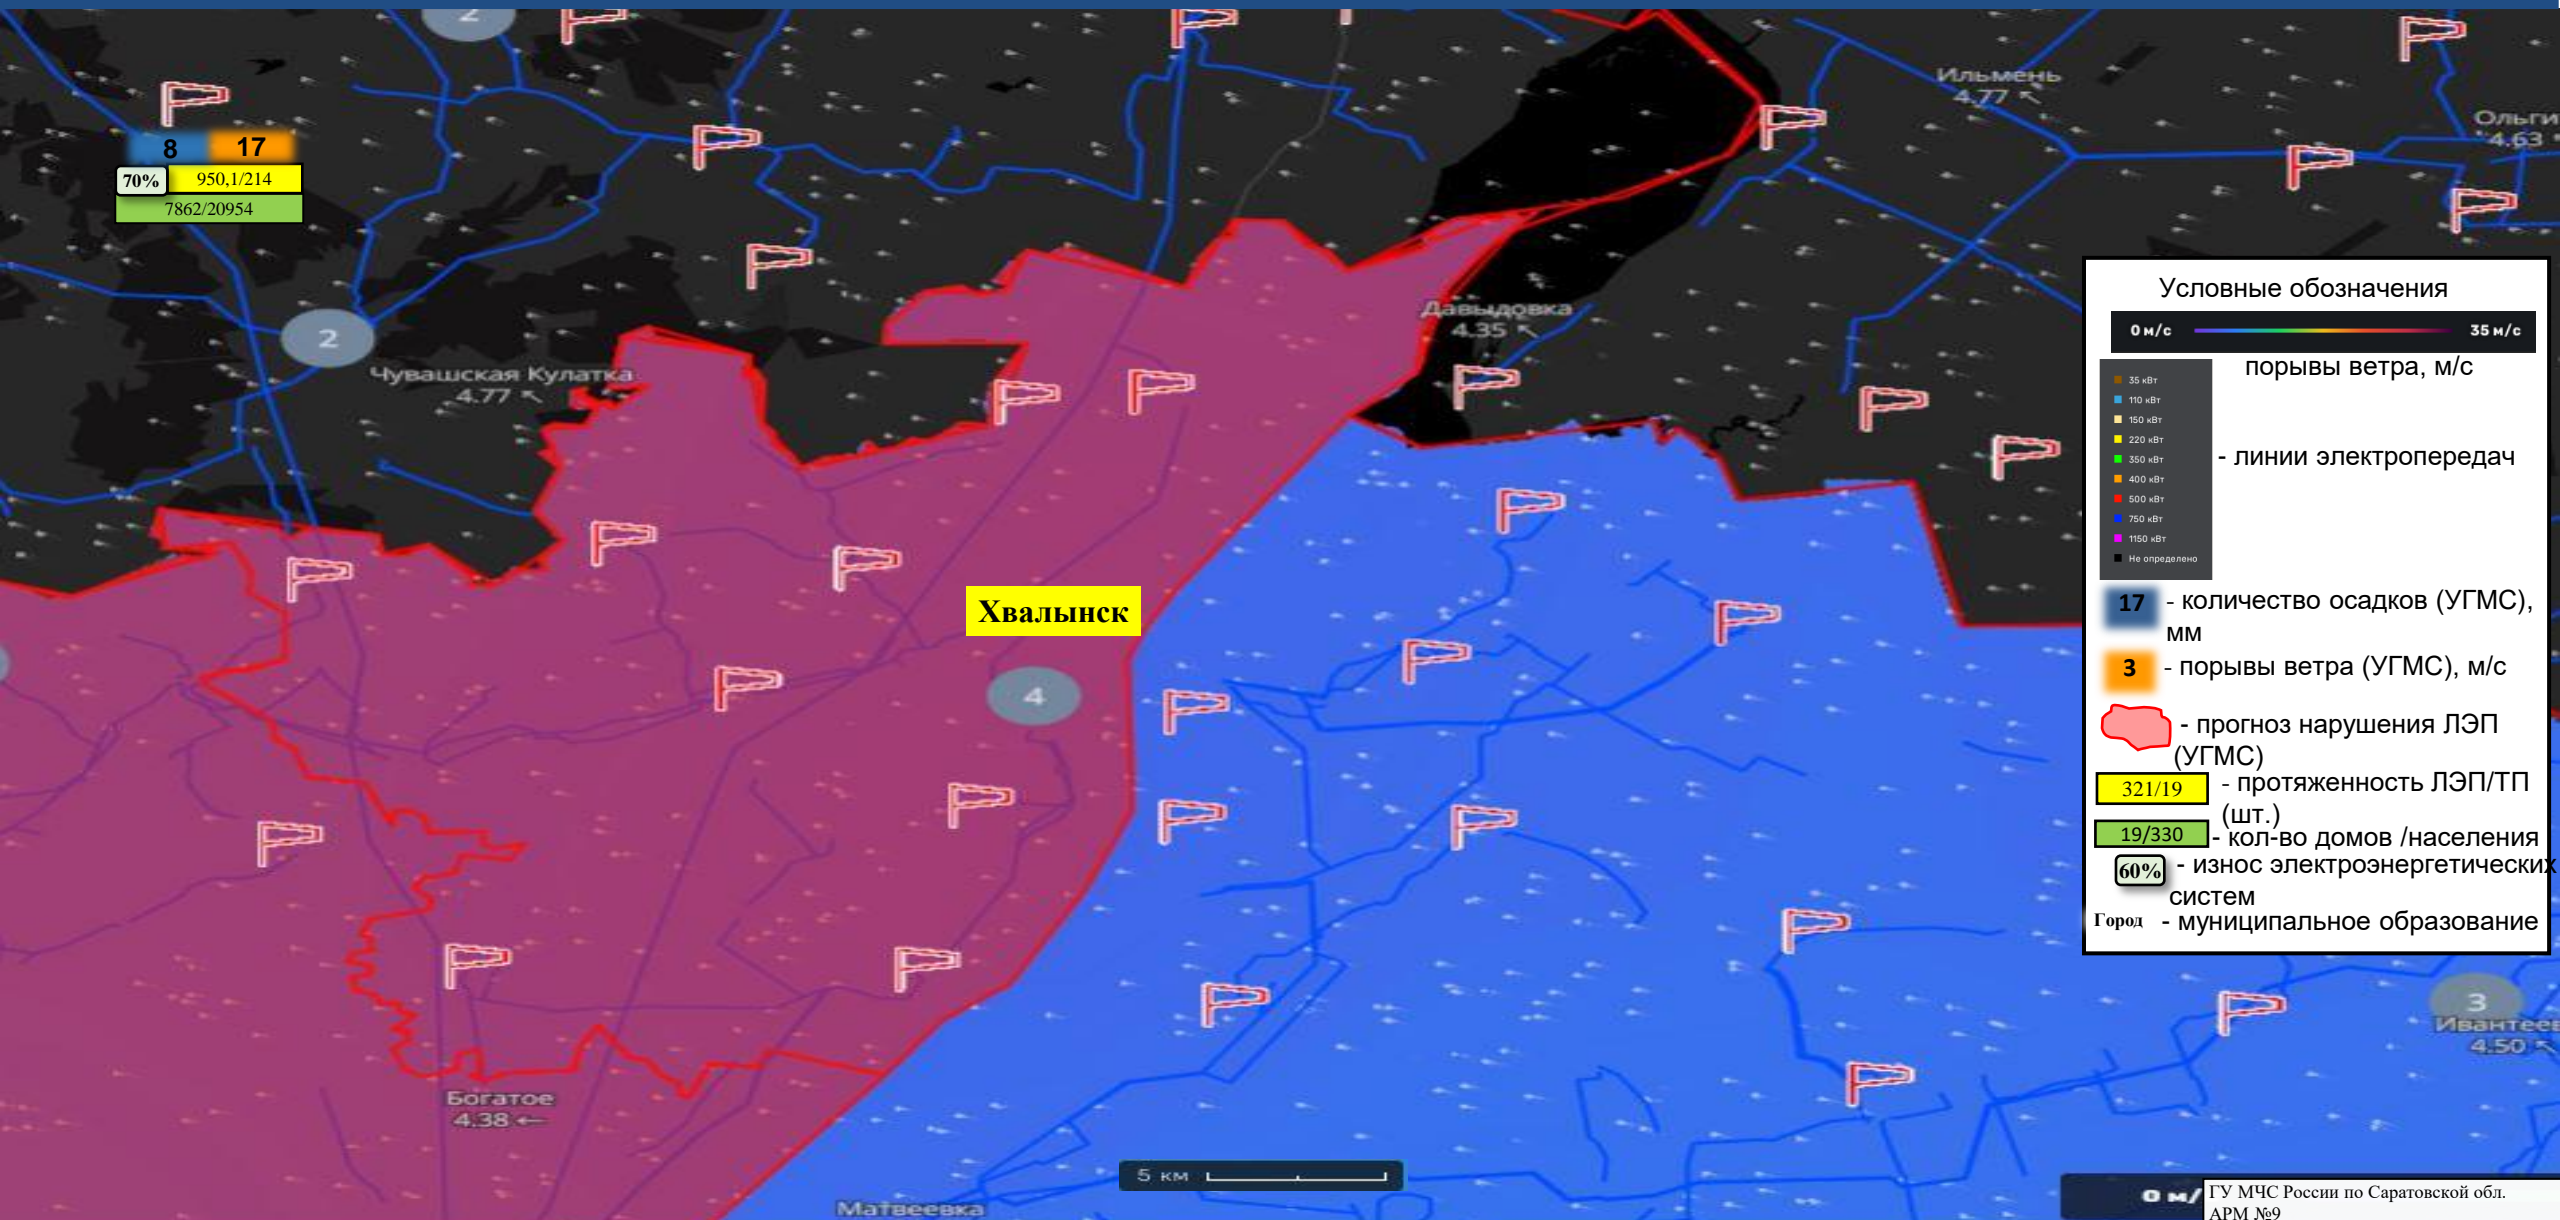 2
Ильмень
4.77
Ольги
4.63
8 17
70% 950,1/214
7862/20954
2
Чувашская Кулатка
4.77
Давыдовка
4.35
Хвалынск
4
Богатое
4.38
Матвеевка
5 км
3
Ивантее
4.50
Условные обозначения
0 м/с 35 м/с
порывы ветра, м/с
35 кВт
110 кВт
150 кВт
220 кВт
350 кВт
400 кВт
500 кВт
750 кВт
1150 кВт
Не определено
- линии электропередач
17 - количество осадков (УГМС),
мм
3 - порывы ветра (УГМС), м/с
- прогноз нарушения ЛЭП
(УГМС)
321/19 - протяженность ЛЭП/ТП
(шт.)
19/330 - кол-во домов /населения
60% - износ электроэнергетических
систем
Город - муниципальное образование
0 м/
ГУ МЧС России по Саратовской обл.
АРМ №9